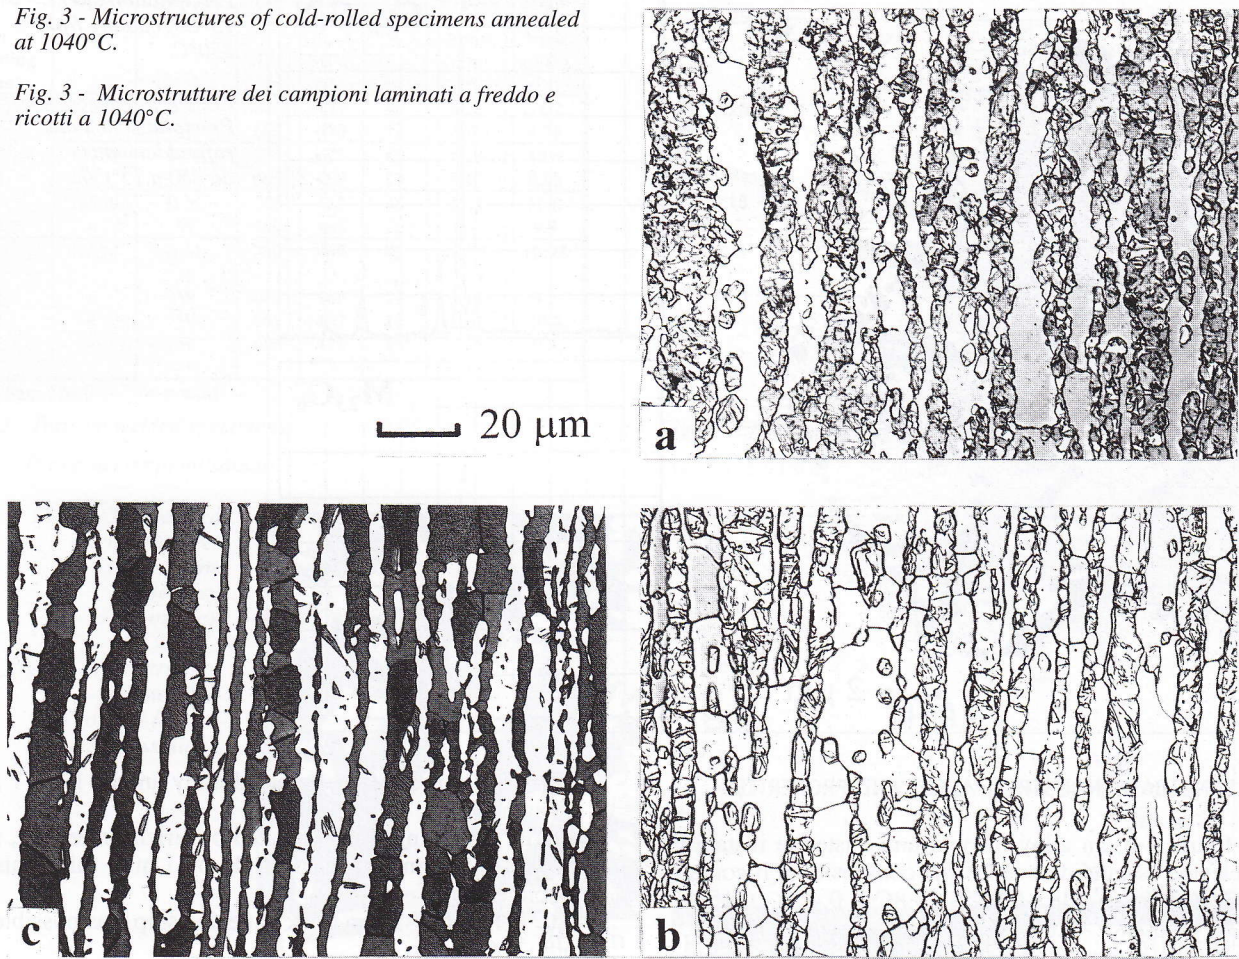 Fig. 3 - Microstructures of cold-rolled specimens annealed
at 1040°C.
Fig. 3 - Microstrutture dei campioni laminati a freddo e
ricotti a 1040°C.
20 μm
a
c
b